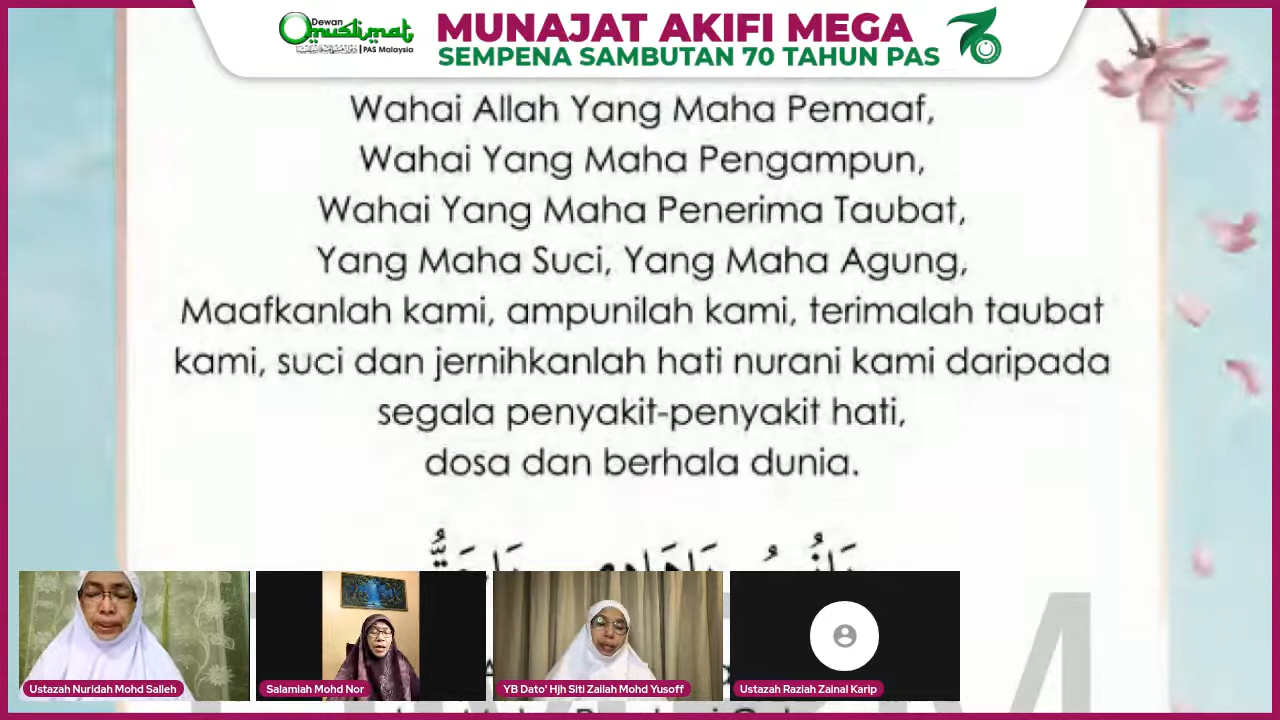 Dewan
muslimat
PAS Malaysia
MUNAJAT AKIFI MEGA
SEMPENA SAMBUTAN 70 TAHUN PAS
Wahai Allah Yang Maha Pemaaf,
Wahai Yang Maha Pengampun,
Wahai Yang Maha Penerima Taubat,
Yang Maha Suci, Yang Maha Agung,
Maafkanlah kami, ampunilah kami, terimalah taubat
kami, suci dan jernihkanlah hati nurani kami daripada
segala penyakit-penyakit hati,
dosa dan berhala dunia.
Ustazah Nuridah Mohd Salleh
Salamiah Mohd Nor
YB Dato' Hjh Siti Zailah Mohd Yusoff
Ustazah Raziah Zainal Karip